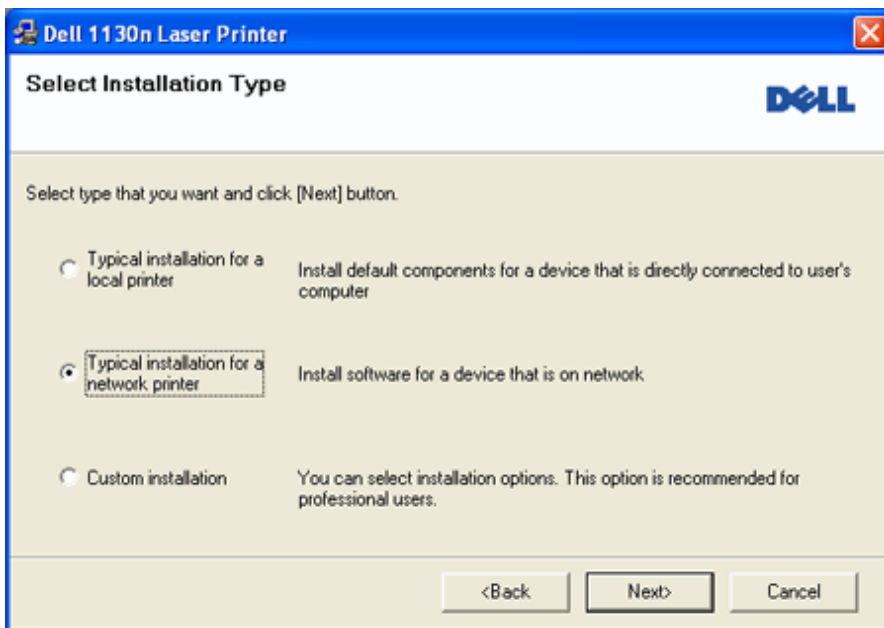 Dell 1130n Laser Printer
Select Installation Type
DELL
Select type that you want and click [Next] button.
Typical installation for a
local printer
Install default components for a device that is directly connected to user's
computer
Typical installation for a
network printer
Install software for a device that is on network
Custom installation
You can select installation options. This option is recommended for
professional users.
<Back
Next>
Cancel